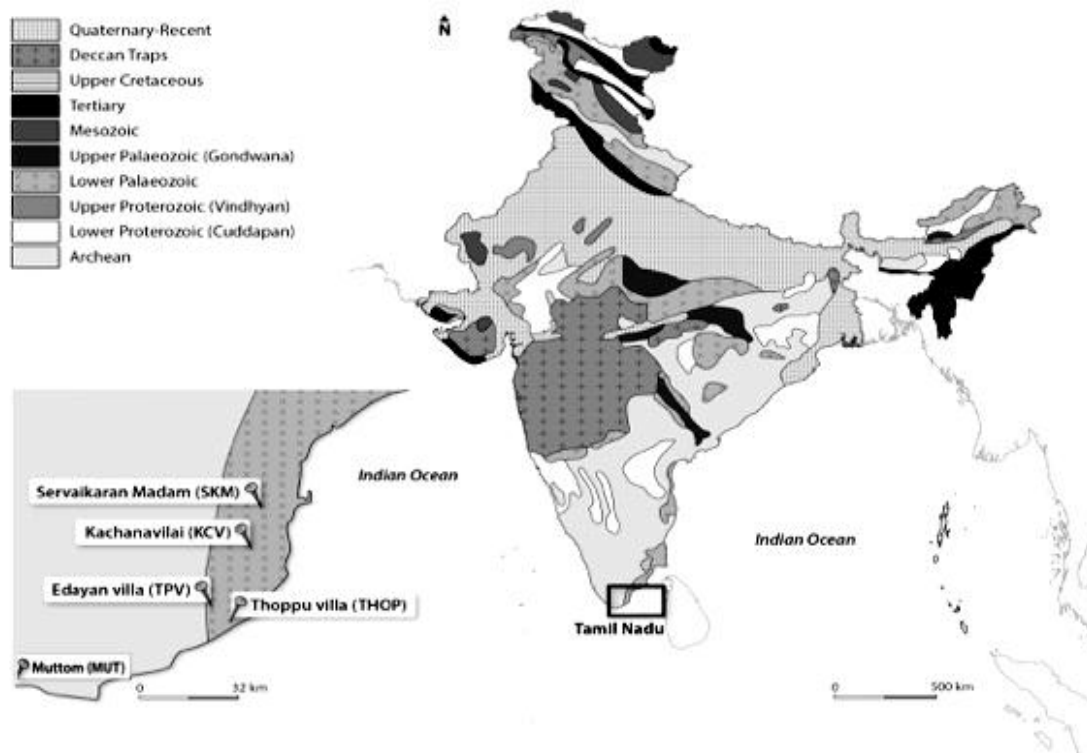 N
Quaternary-Recent
Deccan Traps
Upper Cretaceous
Tertiary
Mesozoic
Upper Palaeozoic (Gondwana)
Lower Palaeozoic
Upper Proterozoic (Vindhyan)
Lower Proterozoic (Cuddapan)
Archean
Indian Ocean
Servaikaran Madam (SKM)
Kachanavilai (KCV)
Edayan villa (TPV)
Thoppu villa (THOP)
Muttom (MUT)
0 32 km
Indian Ocean
Tamil Nadu
0 500 km